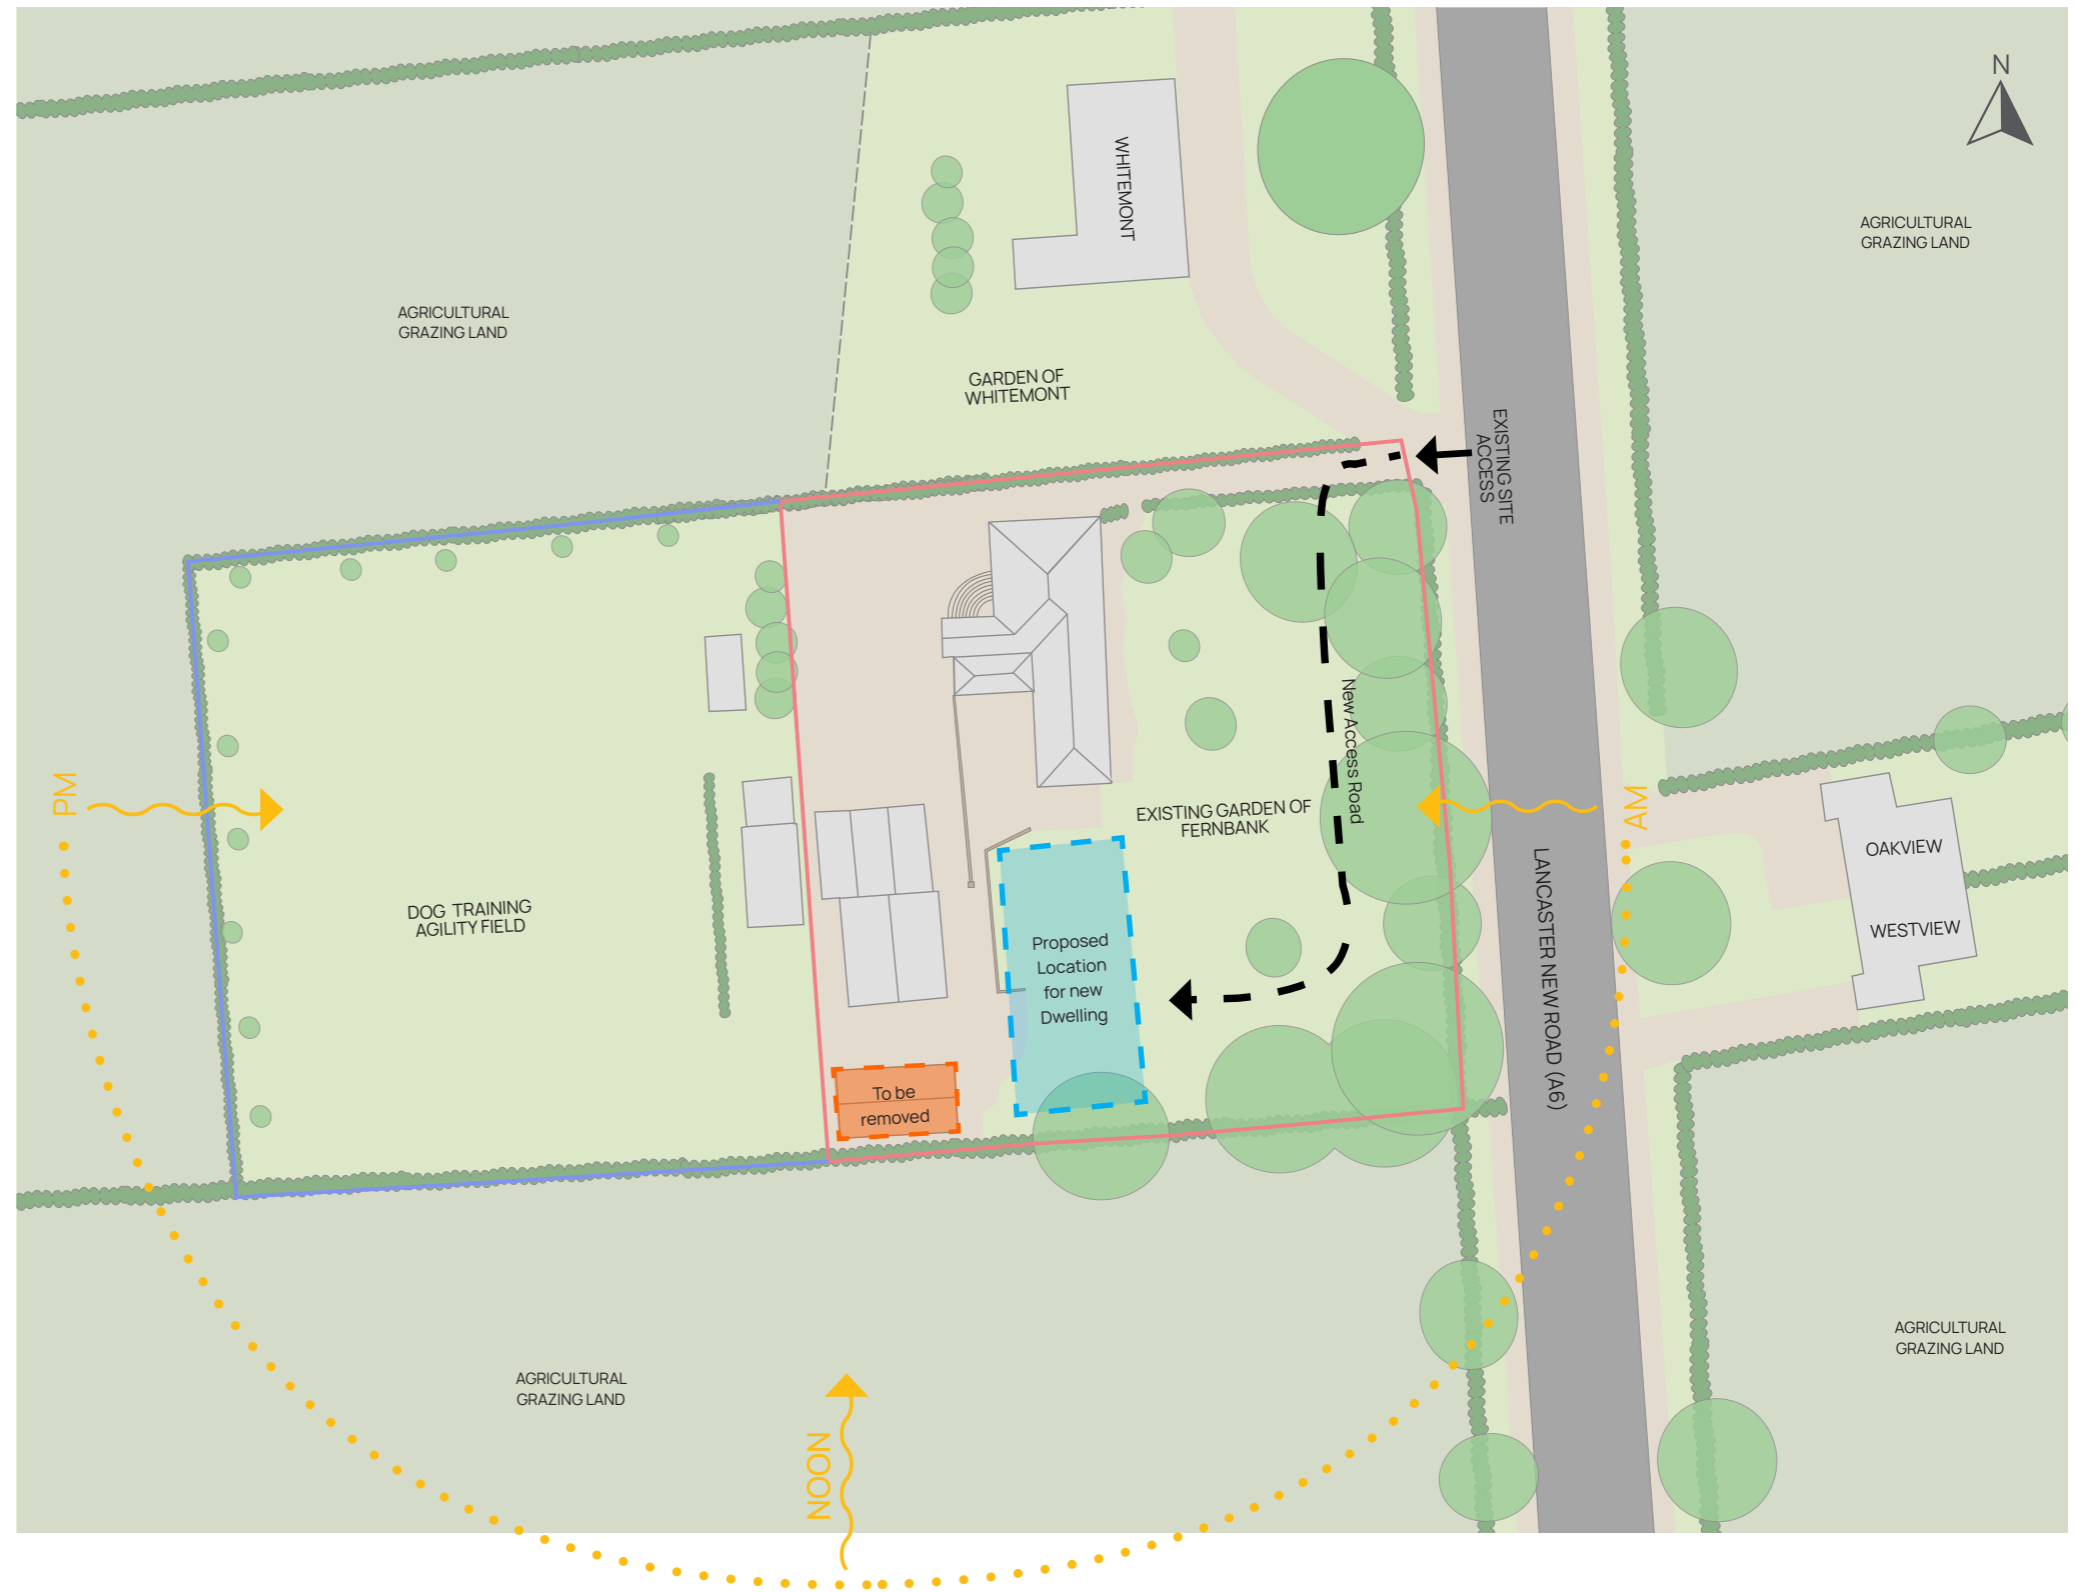 N
WHITEMONT
AGRICULTURAL
GRAZING LAND
AGRICULTURAL
GRAZING LAND
GARDEN OF
WHITEMONT
EXISTING SITE
ACCESS
New Access Road
PM
AM
EXISTING GARDEN OF
FERNBANK
OAKVIEW
WESTVIEW
DOG TRAINING
AGILITY FIELD
LANCASTER NEW ROAD (A6)
Proposed
Location
for new
Dwelling
To be
removed
AGRICULTURAL
GRAZING LAND
AGRICULTURAL
GRAZING LAND
NOON